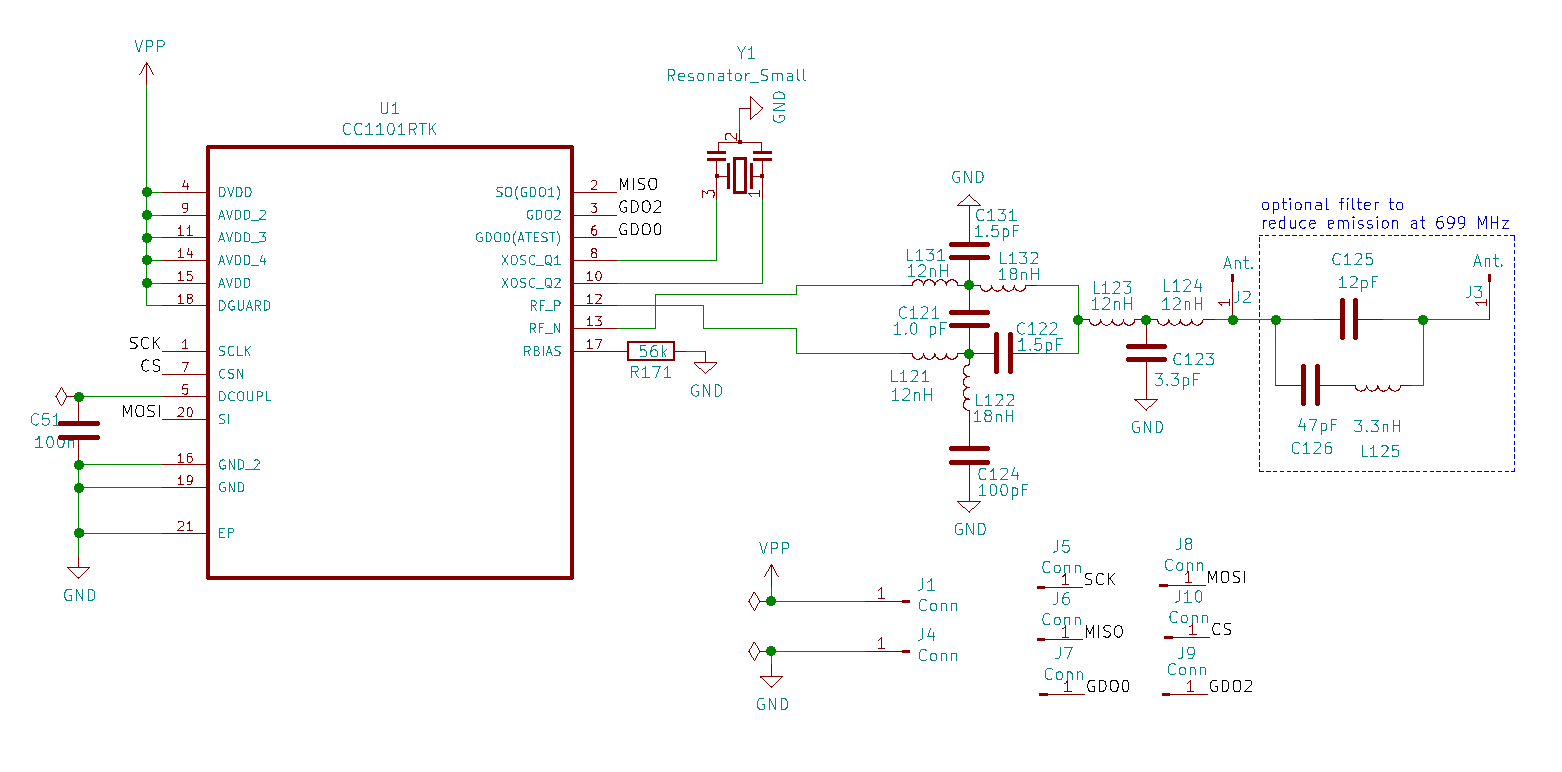 VPP
U1
CC1101RTK
4
DVDD
9
AVDD_2
11
AVDD_3
14
AVDD_4
15
AVDD
18
DGUARD
SCK
1
SCLK
CS
7
CSN
5
DCOUPL
MOSI
20
SI
16
GND_2
19
GND
21
EP
C51
100n
GND
SO(GDO1)
2
MISO
GDO2
3
GDO2
GDO0(ATEST)
6
GDO0
XOSC_Q1
8
XOSC_Q2
10
RF_P
12
RF_N
13
RBIAS
17
56k
R171
GND
Y1
Resonator_Small
GND
2
3
1
GND
C131
1.5pF
L131
12nH
L132
18nH
C121
1.0 pF
C122
1.5pF
L121
12nH
L122
18nH
C124
100pF
GND
L123
12nH
L124
12nH
C123
3.3pF
GND
Ant.
J2
1
optional filter to
reduce emission at 699 MHz
C125
12pF
Ant.
J3
1
47pF
C126
3.3nH
L125
VPP
1
J1
Conn
1
J4
Conn
GND
J5
Conn
1
SCK
J6
Conn
1
MISO
J7
Conn
1
GDO0
J8
Conn
1
MOSI
J10
Conn
1
CS
J9
Conn
1
GDO2